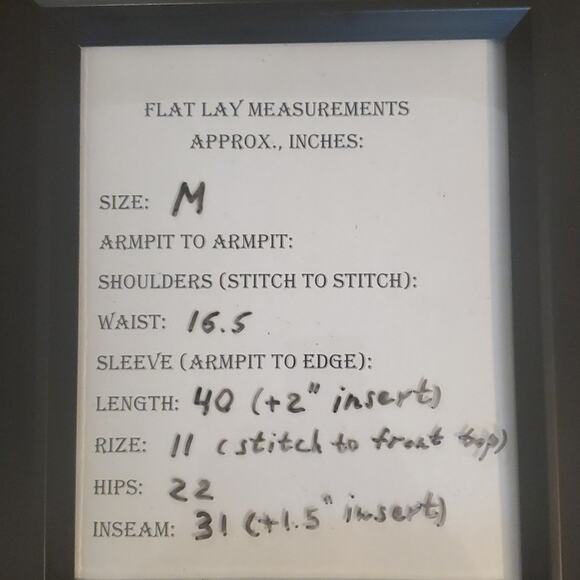 FLAT LAY MEASUREMENTS
APPROX., INCHES:
SIZE: M
ARMPIT TO ARMPIT:
SHOULDERS (STITCH TO STITCH):
WAIST: 16.5
SLEEVE (ARMPIT TO EDGE):
LENGTH: 40 (+2" insert)
RIZE: 11 (stitch to front top)
HIPS: 22
INSEAM: 31 (+1.5" insert)